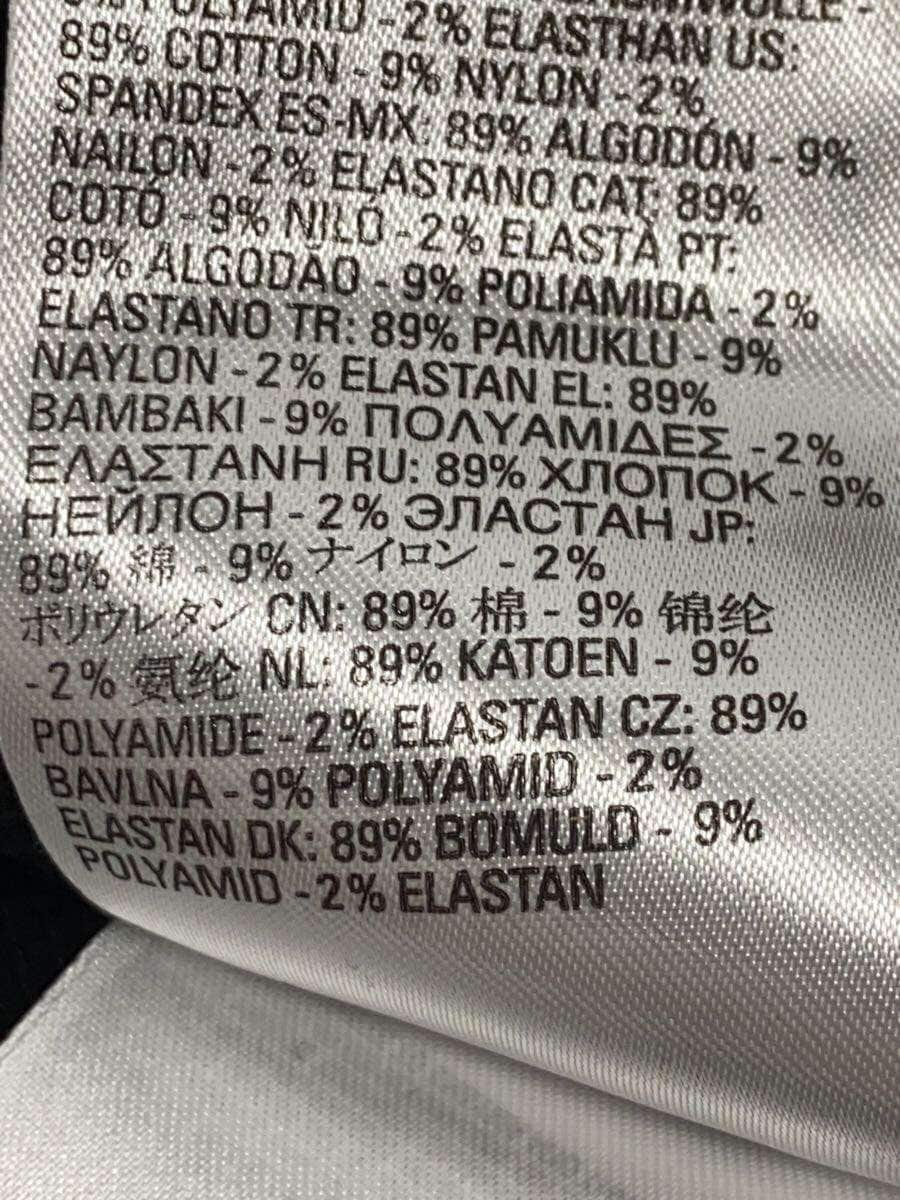 POLYAMID - 2% ELASTHAN US:
89% COTTON - 9% NYLON - 2%
SPANDEX ES-MX: 89% ALGODÓN - 9%
NAILON - 2% ELASTANO CAT: 89%
COTÓ - 9% NILÓ - 2% ELASTÀ PT:
89% ALGODÃO - 9% POLIAMIDA - 2%
ELASTANO TR: 89% PAMUKLU - 9%
NAYLON - 2% ELASTAN EL: 89%
BAMBAKI - 9% ΠΟΛΥΑΜΙΔΕΣ - 2%
ΕΛΑΣΤΑΝΗ RU: 89% ХЛОПОК - 9%
НЕЙЛОН - 2% ЭЛАСТАН JP:
89% 綿 - 9% ナイロン - 2%
ポリウレタン CN: 89% 棉 - 9% 锦纶
- 2% 氨纶 NL: 89% KATOEN - 9%
POLYAMIDE - 2% ELASTAN CZ: 89%
BAVLNA - 9% POLYAMID - 2%
ELASTAN DK: 89% BOMULD - 9%
POLYAMID - 2% ELASTAN